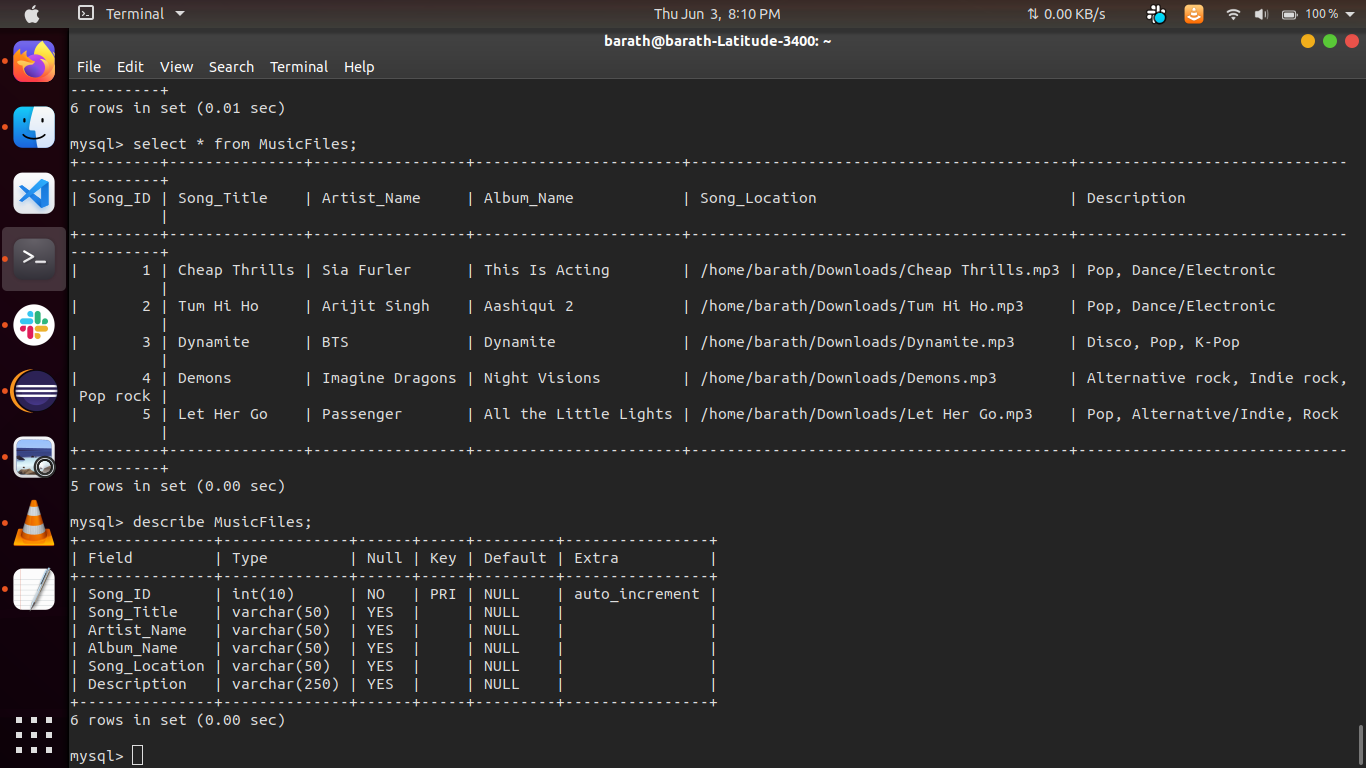 Terminal
Thu Jun 3, 8:10 PM
0.00 KB/s
100 %
barath@barath-Latitude-3400: ~
File Edit View Search Terminal Help
----------+
6 rows in set (0.01 sec)
mysql> select * from MusicFiles;
+---------+---------------+-----------------+-----------------------+-----------------------------------------+------------------------------
----------+
| Song_ID | Song_Title    | Artist_Name     | Album_Name            | Song_Location                           | Description
          |
+---------+---------------+-----------------+-----------------------+-----------------------------------------+------------------------------
----------+
|       1 | Cheap Thrills | Sia Furler      | This Is Acting        | /home/barath/Downloads/Cheap Thrills.mp3 | Pop, Dance/Electronic
          |
|       2 | Tum Hi Ho     | Arijit Singh    | Aashiqui 2            | /home/barath/Downloads/Tum Hi Ho.mp3     | Pop, Dance/Electronic
          |
|       3 | Dynamite      | BTS             | Dynamite              | /home/barath/Downloads/Dynamite.mp3      | Disco, Pop, K-Pop
          |
|       4 | Demons        | Imagine Dragons | Night Visions         | /home/barath/Downloads/Demons.mp3        | Alternative rock, Indie rock,
 Pop rock |
|       5 | Let Her Go    | Passenger       | All the Little Lights | /home/barath/Downloads/Let Her Go.mp3    | Pop, Alternative/Indie, Rock
          |
+---------+---------------+-----------------+-----------------------+-----------------------------------------+------------------------------
----------+
5 rows in set (0.00 sec)
mysql> describe MusicFiles;
+---------------+--------------+------+-----+---------+----------------+
| Field         | Type         | Null | Key | Default | Extra          |
+---------------+--------------+------+-----+---------+----------------+
| Song_ID       | int(10)      | NO   | PRI | NULL    | auto_increment |
| Song_Title    | varchar(50)  | YES  |     | NULL    |                |
| Artist_Name   | varchar(50)  | YES  |     | NULL    |                |
| Album_Name    | varchar(50)  | YES  |     | NULL    |                |
| Song_Location | varchar(50)  | YES  |     | NULL    |                |
| Description   | varchar(250) | YES  |     | NULL    |                |
+---------------+--------------+------+-----+---------+----------------+
6 rows in set (0.00 sec)
mysql>